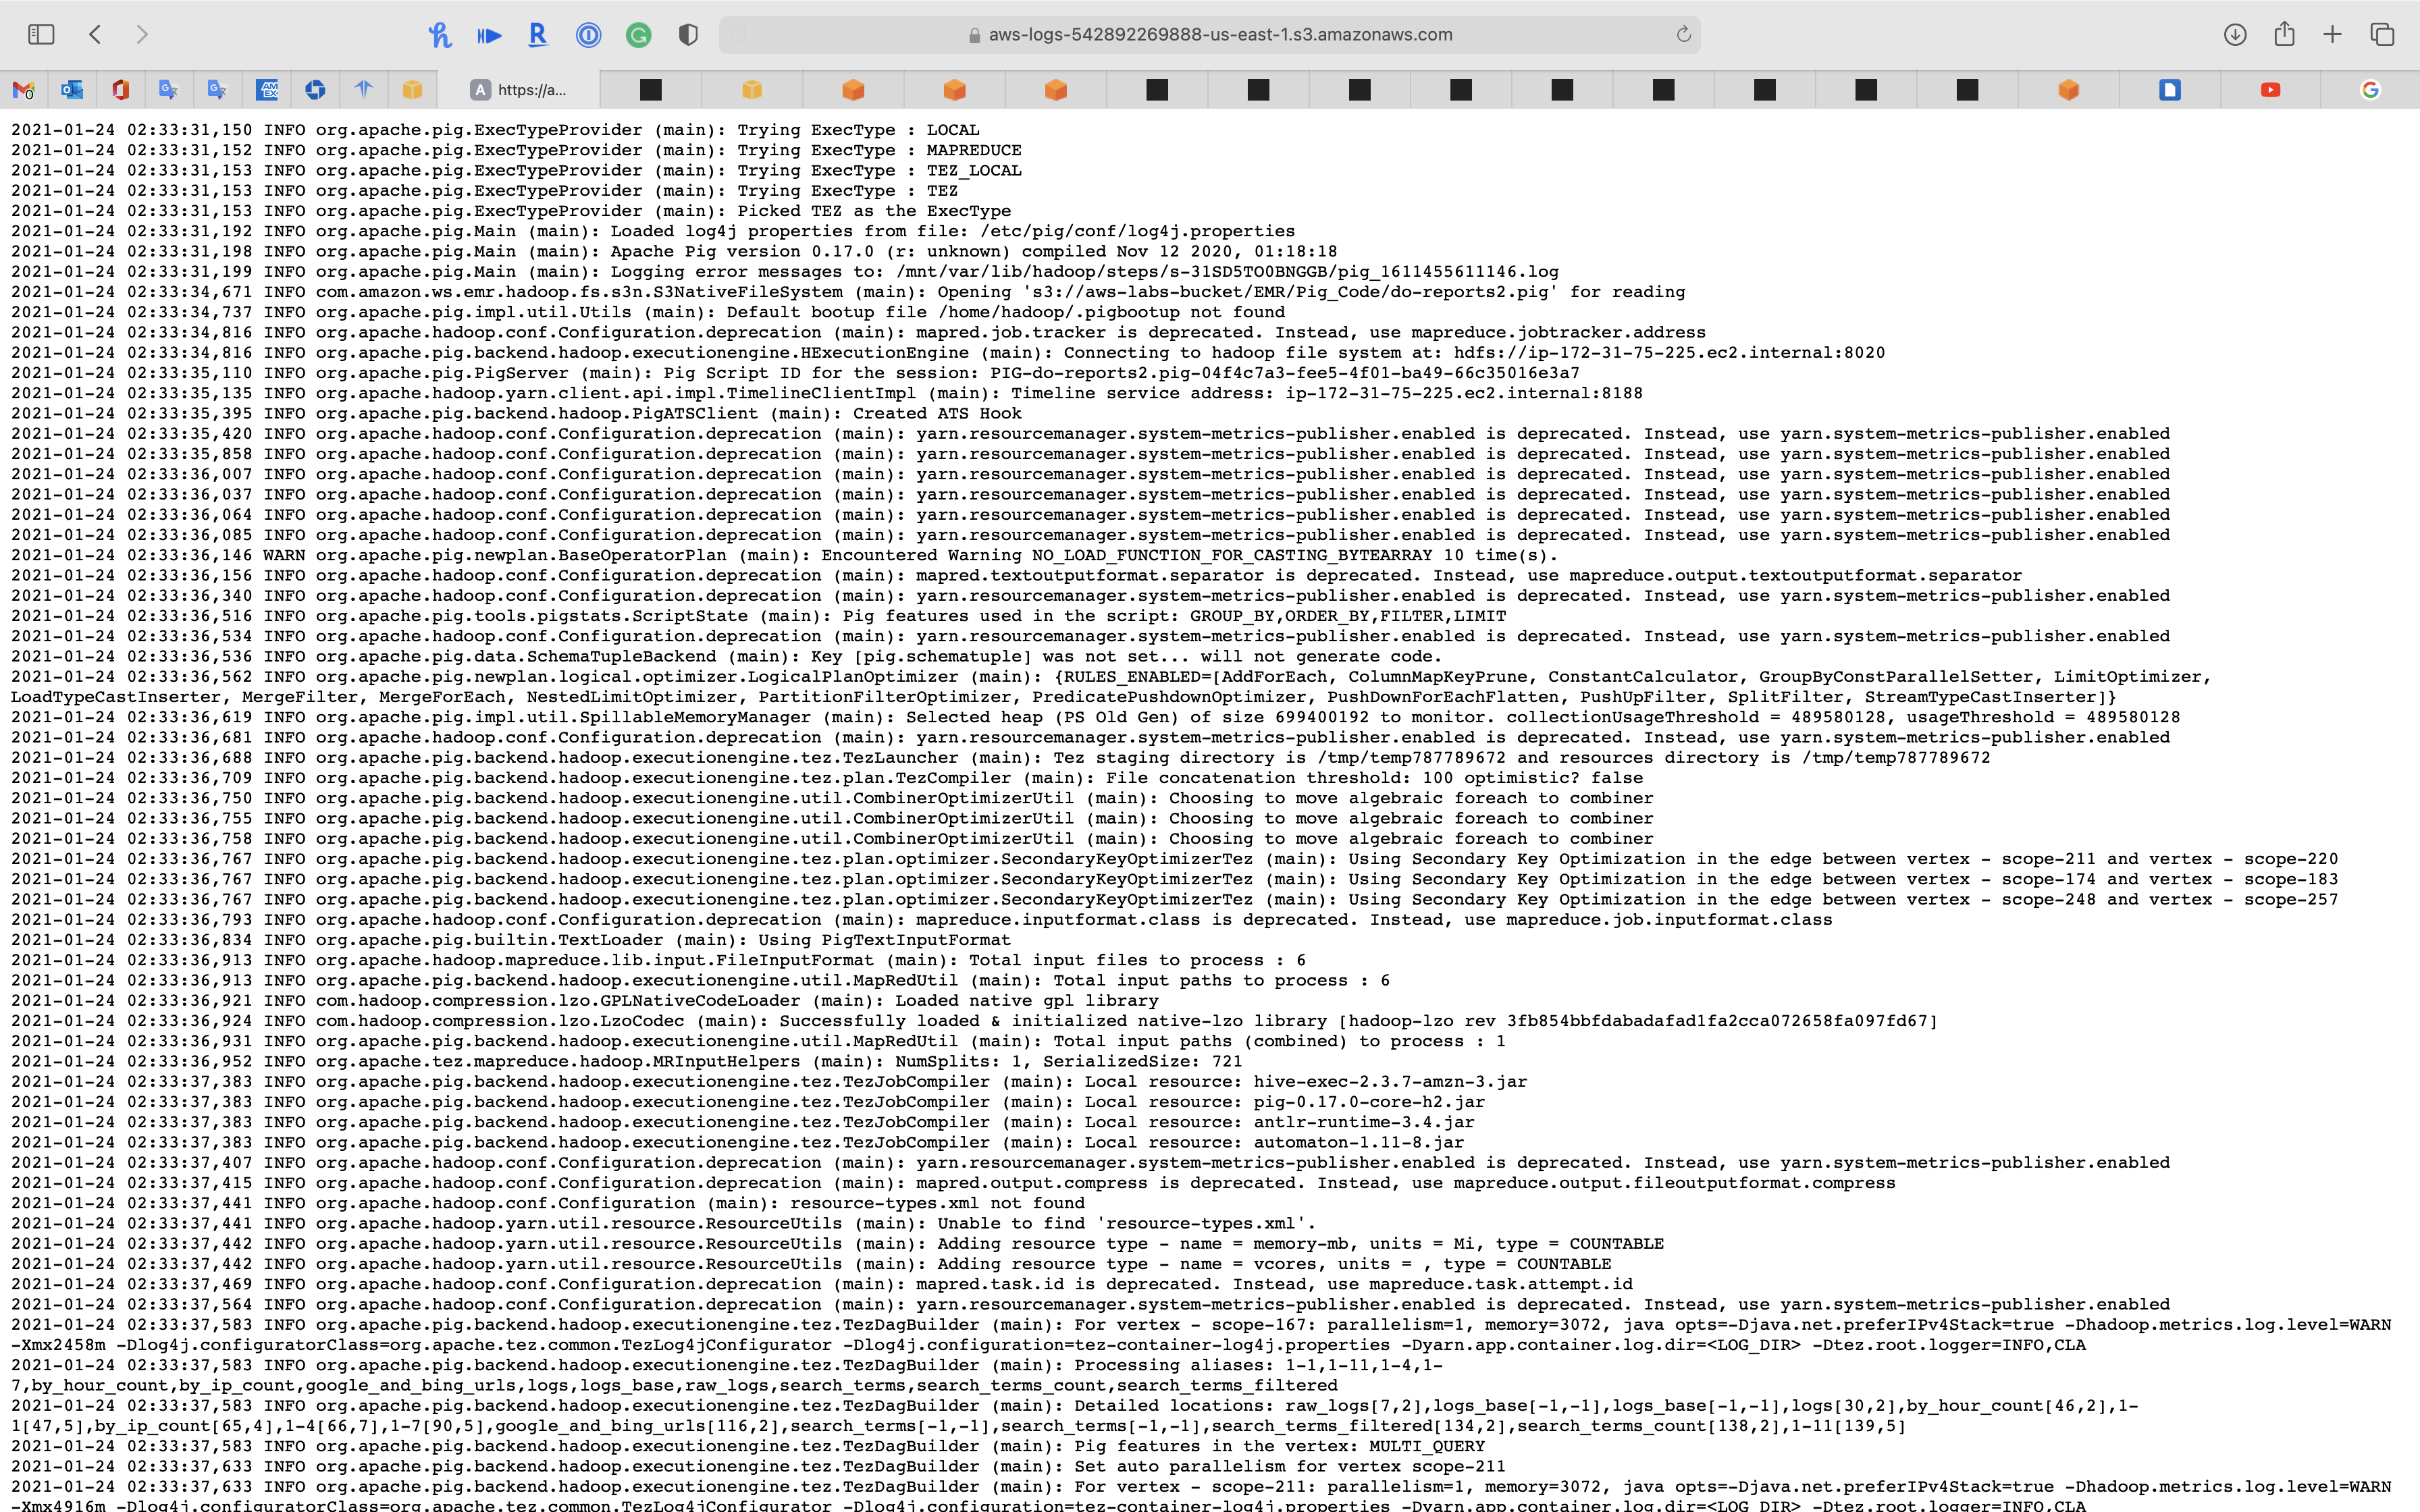 aws-logs-542892269888-us-east-1.s3.amazonaws.com
https://a...
2021-01-24 02:33:31,150 INFO org.apache.pig.ExecTypeProvider (main): Trying ExecType : LOCAL
2021-01-24 02:33:31,152 INFO org.apache.pig.ExecTypeProvider (main): Trying ExecType : MAPREDUCE
2021-01-24 02:33:31,153 INFO org.apache.pig.ExecTypeProvider (main): Trying ExecType : TEZ_LOCAL
2021-01-24 02:33:31,153 INFO org.apache.pig.ExecTypeProvider (main): Trying ExecType : TEZ
2021-01-24 02:33:31,153 INFO org.apache.pig.ExecTypeProvider (main): Picked TEZ as the ExecType
2021-01-24 02:33:31,192 INFO org.apache.pig.Main (main): Loaded log4j properties from file: /etc/pig/conf/log4j.properties
2021-01-24 02:33:31,198 INFO org.apache.pig.Main (main): Apache Pig version 0.17.0 (r: unknown) compiled Nov 12 2020, 01:18:18
2021-01-24 02:33:31,199 INFO org.apache.pig.Main (main): Logging error messages to: /mnt/var/lib/hadoop/steps/s-31SD5TO0BNGGB/pig_1611455611146.log
2021-01-24 02:33:34,671 INFO com.amazon.ws.emr.hadoop.fs.s3n.S3NativeFileSystem (main): Opening 's3://aws-labs-bucket/EMR/Pig_Code/do-reports2.pig' for reading
2021-01-24 02:33:34,737 INFO org.apache.pig.impl.util.Utils (main): Default bootup file /home/hadoop/.pigbootup not found
2021-01-24 02:33:34,816 INFO org.apache.hadoop.conf.Configuration.deprecation (main): mapred.job.tracker is deprecated. Instead, use mapreduce.jobtracker.address
2021-01-24 02:33:34,816 INFO org.apache.pig.backend.hadoop.executionengine.HExecutionEngine (main): Connecting to hadoop file system at: hdfs://ip-172-31-75-225.ec2.internal:8020
2021-01-24 02:33:35,110 INFO org.apache.pig.PigServer (main): Pig Script ID for the session: PIG-do-reports2.pig-04f4c7a3-fee5-4f01-ba49-66c35016e3a7
2021-01-24 02:33:35,135 INFO org.apache.hadoop.yarn.client.api.impl.TimelineClientImpl (main): Timeline service address: ip-172-31-75-225.ec2.internal:8188
2021-01-24 02:33:35,395 INFO org.apache.pig.backend.hadoop.PigATSClient (main): Created ATS Hook
2021-01-24 02:33:35,420 INFO org.apache.hadoop.conf.Configuration.deprecation (main): yarn.resourcemanager.system-metrics-publisher.enabled is deprecated. Instead, use yarn.system-metrics-publisher.enabled
2021-01-24 02:33:35,858 INFO org.apache.hadoop.conf.Configuration.deprecation (main): yarn.resourcemanager.system-metrics-publisher.enabled is deprecated. Instead, use yarn.system-metrics-publisher.enabled
2021-01-24 02:33:36,007 INFO org.apache.hadoop.conf.Configuration.deprecation (main): yarn.resourcemanager.system-metrics-publisher.enabled is deprecated. Instead, use yarn.system-metrics-publisher.enabled
2021-01-24 02:33:36,037 INFO org.apache.hadoop.conf.Configuration.deprecation (main): yarn.resourcemanager.system-metrics-publisher.enabled is deprecated. Instead, use yarn.system-metrics-publisher.enabled
2021-01-24 02:33:36,064 INFO org.apache.hadoop.conf.Configuration.deprecation (main): yarn.resourcemanager.system-metrics-publisher.enabled is deprecated. Instead, use yarn.system-metrics-publisher.enabled
2021-01-24 02:33:36,085 INFO org.apache.hadoop.conf.Configuration.deprecation (main): yarn.resourcemanager.system-metrics-publisher.enabled is deprecated. Instead, use yarn.system-metrics-publisher.enabled
2021-01-24 02:33:36,146 WARN org.apache.pig.newplan.BaseOperatorPlan (main): Encountered Warning NO_LOAD_FUNCTION_FOR_CASTING_BYTEARRAY 10 time(s).
2021-01-24 02:33:36,156 INFO org.apache.hadoop.conf.Configuration.deprecation (main): mapred.textoutputformat.separator is deprecated. Instead, use mapreduce.output.textoutputformat.separator
2021-01-24 02:33:36,340 INFO org.apache.hadoop.conf.Configuration.deprecation (main): yarn.resourcemanager.system-metrics-publisher.enabled is deprecated. Instead, use yarn.system-metrics-publisher.enabled
2021-01-24 02:33:36,516 INFO org.apache.pig.tools.pigstats.ScriptState (main): Pig features used in the script: GROUP_BY,ORDER_BY,FILTER,LIMIT
2021-01-24 02:33:36,534 INFO org.apache.hadoop.conf.Configuration.deprecation (main): yarn.resourcemanager.system-metrics-publisher.enabled is deprecated. Instead, use yarn.system-metrics-publisher.enabled
2021-01-24 02:33:36,536 INFO org.apache.pig.data.SchemaTupleBackend (main): Key [pig.schematuple] was not set... will not generate code.
2021-01-24 02:33:36,562 INFO org.apache.pig.newplan.logical.optimizer.LogicalPlanOptimizer (main): {RULES_ENABLED=[AddForEach, ColumnMapKeyPrune, ConstantCalculator, GroupByConstParallelSetter, LimitOptimizer,
LoadTypeCastInserter, MergeFilter, MergeForEach, NestedLimitOptimizer, PartitionFilterOptimizer, PredicatePushdownOptimizer, PushDownForEachFlatten, PushUpFilter, SplitFilter, StreamTypeCastInserter]}
2021-01-24 02:33:36,619 INFO org.apache.pig.impl.util.SpillableMemoryManager (main): Selected heap (PS Old Gen) of size 699400192 to monitor. collectionUsageThreshold = 489580128, usageThreshold = 489580128
2021-01-24 02:33:36,681 INFO org.apache.hadoop.conf.Configuration.deprecation (main): yarn.resourcemanager.system-metrics-publisher.enabled is deprecated. Instead, use yarn.system-metrics-publisher.enabled
2021-01-24 02:33:36,688 INFO org.apache.pig.backend.hadoop.executionengine.tez.TezLauncher (main): Tez staging directory is /tmp/temp787789672 and resources directory is /tmp/temp787789672
2021-01-24 02:33:36,709 INFO org.apache.pig.backend.hadoop.executionengine.tez.plan.TezCompiler (main): File concatenation threshold: 100 optimistic? false
2021-01-24 02:33:36,750 INFO org.apache.pig.backend.hadoop.executionengine.util.CombinerOptimizerUtil (main): Choosing to move algebraic foreach to combiner
2021-01-24 02:33:36,755 INFO org.apache.pig.backend.hadoop.executionengine.util.CombinerOptimizerUtil (main): Choosing to move algebraic foreach to combiner
2021-01-24 02:33:36,758 INFO org.apache.pig.backend.hadoop.executionengine.util.CombinerOptimizerUtil (main): Choosing to move algebraic foreach to combiner
2021-01-24 02:33:36,767 INFO org.apache.pig.backend.hadoop.executionengine.tez.plan.optimizer.SecondaryKeyOptimizerTez (main): Using Secondary Key Optimization in the edge between vertex - scope-211 and vertex - scope-220
2021-01-24 02:33:36,767 INFO org.apache.pig.backend.hadoop.executionengine.tez.plan.optimizer.SecondaryKeyOptimizerTez (main): Using Secondary Key Optimization in the edge between vertex - scope-174 and vertex - scope-183
2021-01-24 02:33:36,767 INFO org.apache.pig.backend.hadoop.executionengine.tez.plan.optimizer.SecondaryKeyOptimizerTez (main): Using Secondary Key Optimization in the edge between vertex - scope-248 and vertex - scope-257
2021-01-24 02:33:36,793 INFO org.apache.hadoop.conf.Configuration.deprecation (main): mapreduce.inputformat.class is deprecated. Instead, use mapreduce.job.inputformat.class
2021-01-24 02:33:36,834 INFO org.apache.pig.builtin.TextLoader (main): Using PigTextInputFormat
2021-01-24 02:33:36,913 INFO org.apache.hadoop.mapreduce.lib.input.FileInputFormat (main): Total input files to process : 6
2021-01-24 02:33:36,913 INFO org.apache.pig.backend.hadoop.executionengine.util.MapRedUtil (main): Total input paths to process : 6
2021-01-24 02:33:36,921 INFO com.hadoop.compression.lzo.GPLNativeCodeLoader (main): Loaded native gpl library
2021-01-24 02:33:36,924 INFO com.hadoop.compression.lzo.LzoCodec (main): Successfully loaded & initialized native-lzo library [hadoop-lzo rev 3fb854bbfdabadafad1fa2cca072658fa097fd67]
2021-01-24 02:33:36,931 INFO org.apache.pig.backend.hadoop.executionengine.util.MapRedUtil (main): Total input paths (combined) to process : 1
2021-01-24 02:33:36,952 INFO org.apache.tez.mapreduce.hadoop.MRInputHelpers (main): NumSplits: 1, SerializedSize: 721
2021-01-24 02:33:37,383 INFO org.apache.pig.backend.hadoop.executionengine.tez.TezJobCompiler (main): Local resource: hive-exec-2.3.7-amzn-3.jar
2021-01-24 02:33:37,383 INFO org.apache.pig.backend.hadoop.executionengine.tez.TezJobCompiler (main): Local resource: pig-0.17.0-core-h2.jar
2021-01-24 02:33:37,383 INFO org.apache.pig.backend.hadoop.executionengine.tez.TezJobCompiler (main): Local resource: antlr-runtime-3.4.jar
2021-01-24 02:33:37,383 INFO org.apache.pig.backend.hadoop.executionengine.tez.TezJobCompiler (main): Local resource: automaton-1.11-8.jar
2021-01-24 02:33:37,407 INFO org.apache.hadoop.conf.Configuration.deprecation (main): yarn.resourcemanager.system-metrics-publisher.enabled is deprecated. Instead, use yarn.system-metrics-publisher.enabled
2021-01-24 02:33:37,415 INFO org.apache.hadoop.conf.Configuration.deprecation (main): mapred.output.compress is deprecated. Instead, use mapreduce.output.fileoutputformat.compress
2021-01-24 02:33:37,441 INFO org.apache.hadoop.conf.Configuration (main): resource-types.xml not found
2021-01-24 02:33:37,441 INFO org.apache.hadoop.yarn.util.resource.ResourceUtils (main): Unable to find 'resource-types.xml'.
2021-01-24 02:33:37,442 INFO org.apache.hadoop.yarn.util.resource.ResourceUtils (main): Adding resource type - name = memory-mb, units = Mi, type = COUNTABLE
2021-01-24 02:33:37,442 INFO org.apache.hadoop.yarn.util.resource.ResourceUtils (main): Adding resource type - name = vcores, units = , type = COUNTABLE
2021-01-24 02:33:37,469 INFO org.apache.hadoop.conf.Configuration.deprecation (main): mapred.task.id is deprecated. Instead, use mapreduce.task.attempt.id
2021-01-24 02:33:37,564 INFO org.apache.hadoop.conf.Configuration.deprecation (main): yarn.resourcemanager.system-metrics-publisher.enabled is deprecated. Instead, use yarn.system-metrics-publisher.enabled
2021-01-24 02:33:37,583 INFO org.apache.pig.backend.hadoop.executionengine.tez.TezDagBuilder (main): For vertex - scope-167: parallelism=1, memory=3072, java opts=-Djava.net.preferIPv4Stack=true -Dhadoop.metrics.log.level=WARN
-Xmx2458m -Dlog4j.configuratorClass=org.apache.tez.common.TezLog4jConfigurator -Dlog4j.configuration=tez-container-log4j.properties -Dyarn.app.container.log.dir=<LOG_DIR> -Dtez.root.logger=INFO,CLA
2021-01-24 02:33:37,583 INFO org.apache.pig.backend.hadoop.executionengine.tez.TezDagBuilder (main): Processing aliases: 1-1,1-11,1-4,1-
7,by_hour_count,by_ip_count,google_and_bing_urls,logs,logs_base,raw_logs,search_terms,search_terms_count,search_terms_filtered
2021-01-24 02:33:37,583 INFO org.apache.pig.backend.hadoop.executionengine.tez.TezDagBuilder (main): Detailed locations: raw_logs[7,2],logs_base[-1,-1],logs_base[-1,-1],logs[30,2],by_hour_count[46,2],1-
1[47,5],by_ip_count[65,4],1-4[66,7],1-7[90,5],google_and_bing_urls[116,2],search_terms[-1,-1],search_terms[-1,-1],search_terms_filtered[134,2],search_terms_count[138,2],1-11[139,5]
2021-01-24 02:33:37,583 INFO org.apache.pig.backend.hadoop.executionengine.tez.TezDagBuilder (main): Pig features in the vertex: MULTI_QUERY
2021-01-24 02:33:37,633 INFO org.apache.pig.backend.hadoop.executionengine.tez.TezDagBuilder (main): Set auto parallelism for vertex scope-211
2021-01-24 02:33:37,633 INFO org.apache.pig.backend.hadoop.executionengine.tez.TezDagBuilder (main): For vertex - scope-211: parallelism=1, memory=3072, java opts=-Djava.net.preferIPv4Stack=true -Dhadoop.metrics.log.level=WARN
-Xmx4916m -Dlog4j.configuratorClass=org.apache.tez.common.TezLog4jConfigurator -Dlog4j.configuration=tez-container-log4j.properties -Dyarn.app.container.log.dir=<LOG_DIR> -Dtez.root.logger=INFO,CLA